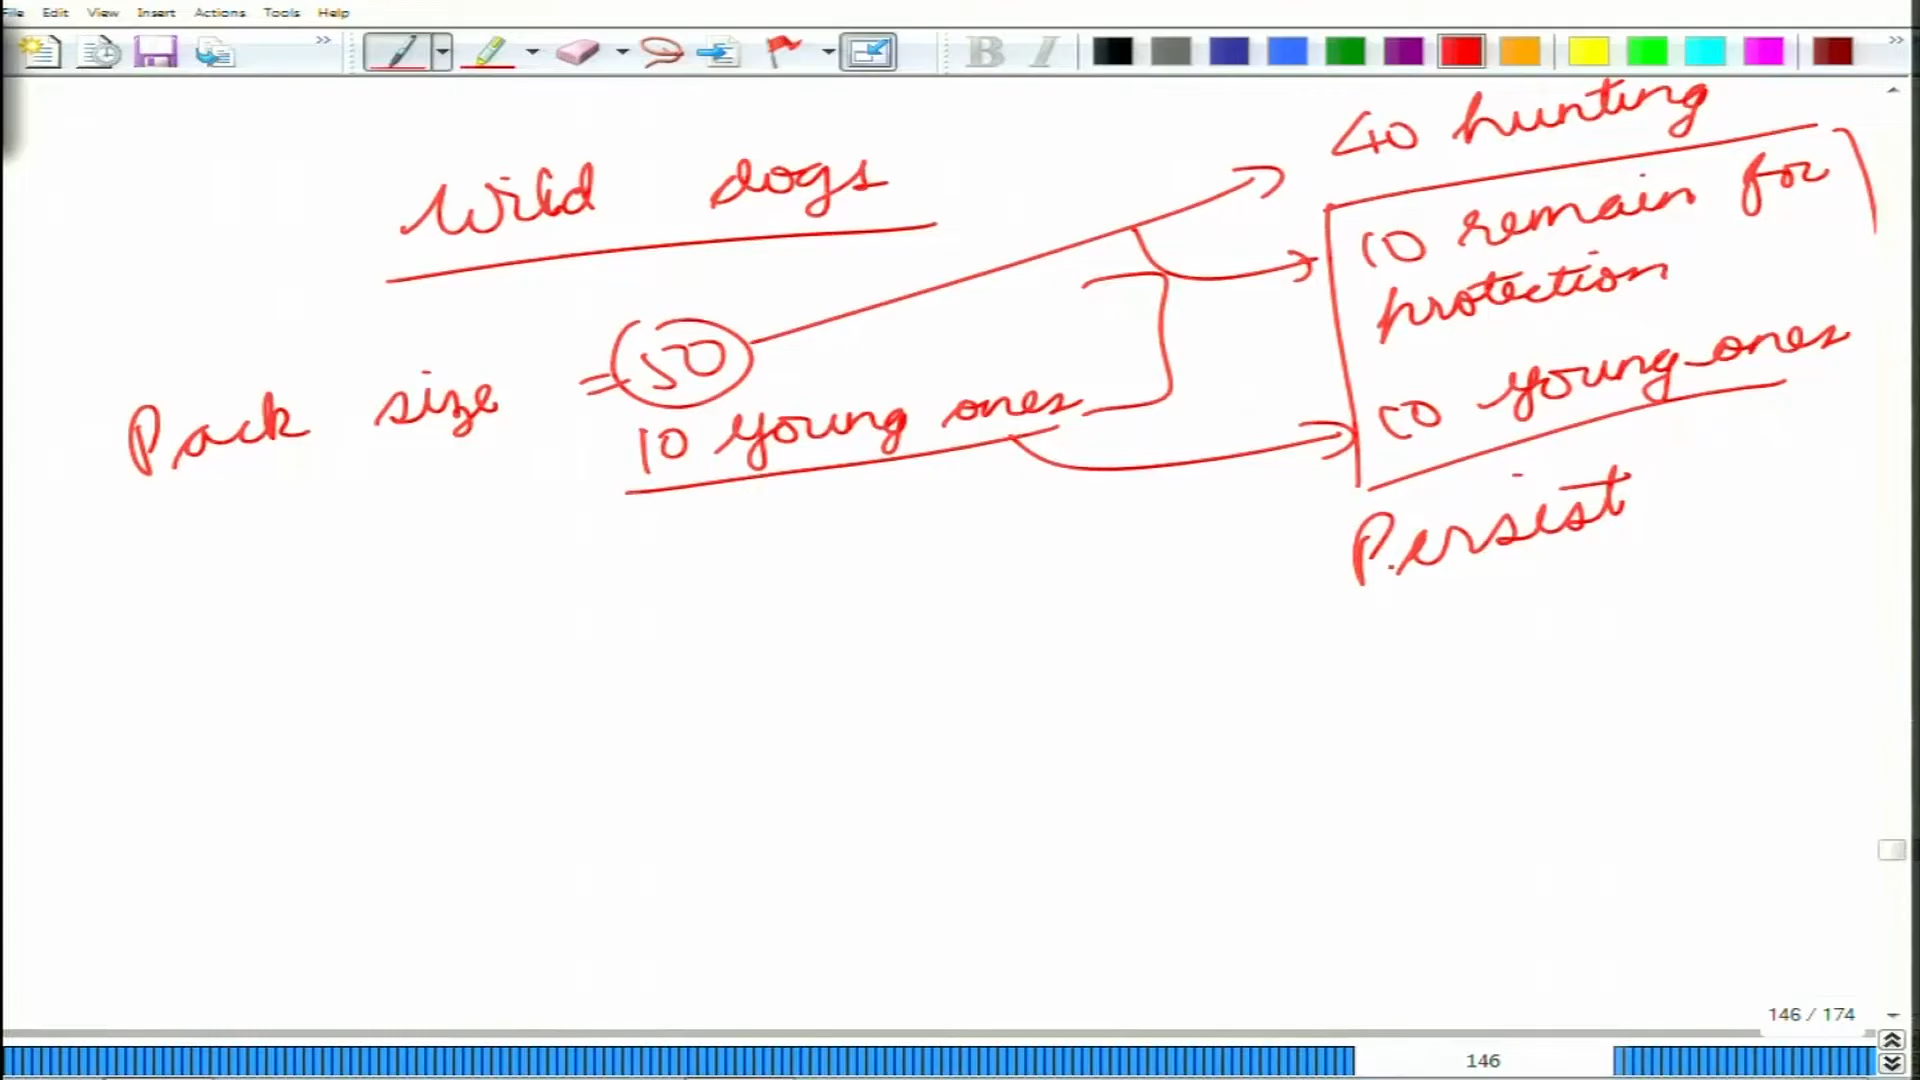 File Edit View Insert Actions Tools Help
B I
Wild dogs
Pack size = 50
10 young ones
40 hunting
10 remain for
protection
10 young ones
Persist
146 / 174
146